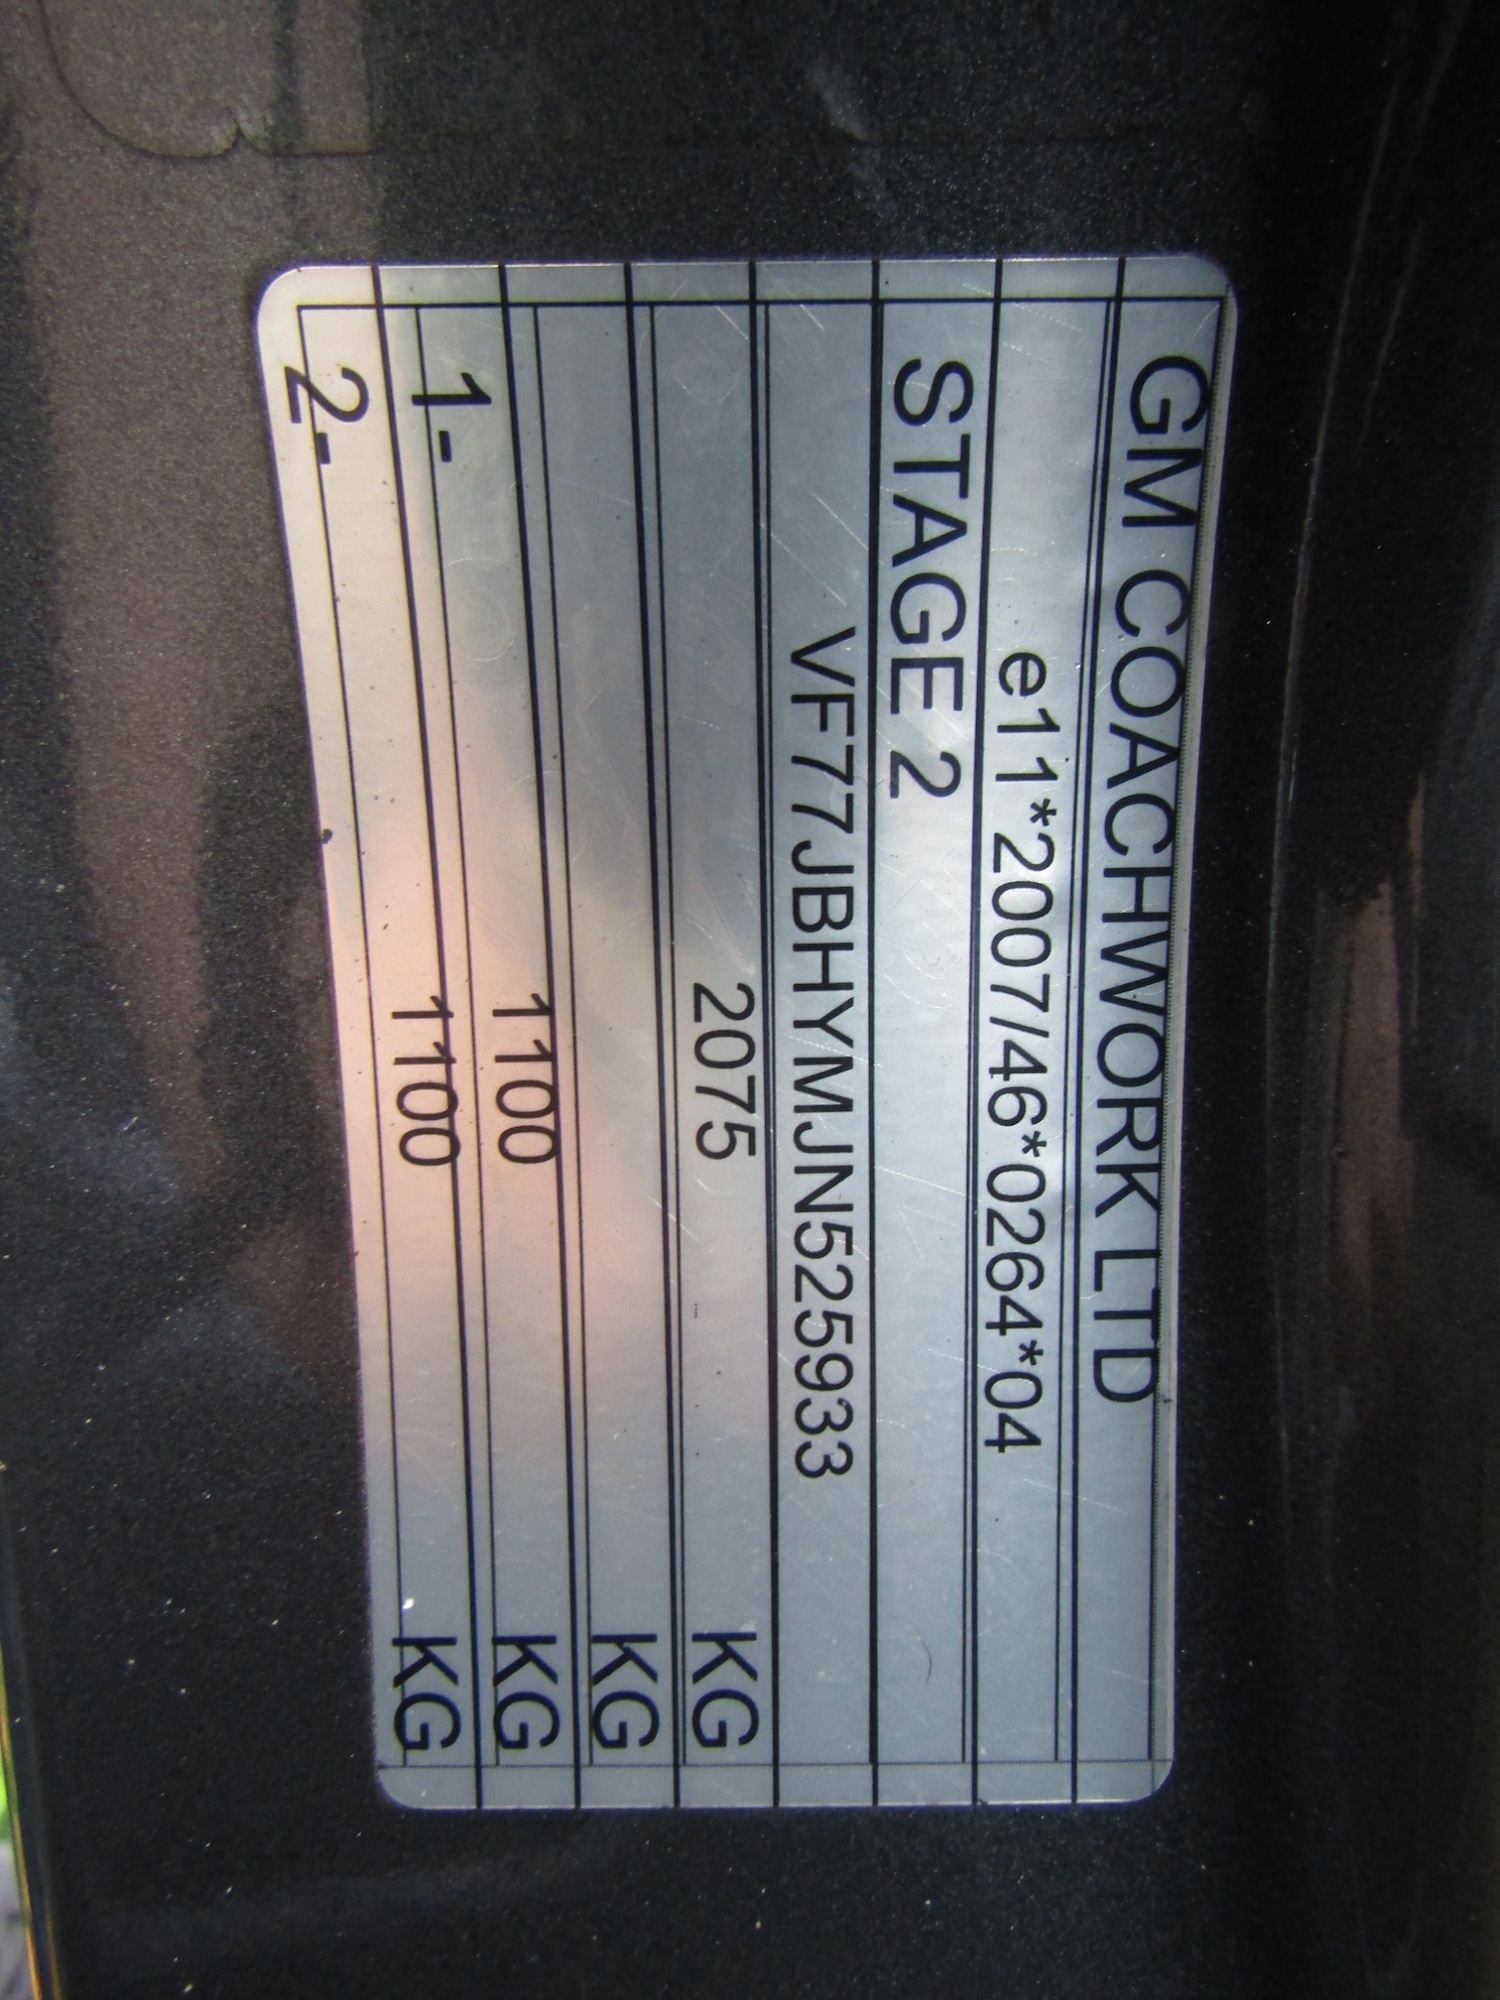 GM COACHWORK LTD
e11*2007/46*0264*04
STAGE 2
VF77JBHYMJN525933
2075 KG
KG
1- 1100 KG
2- 1100 KG